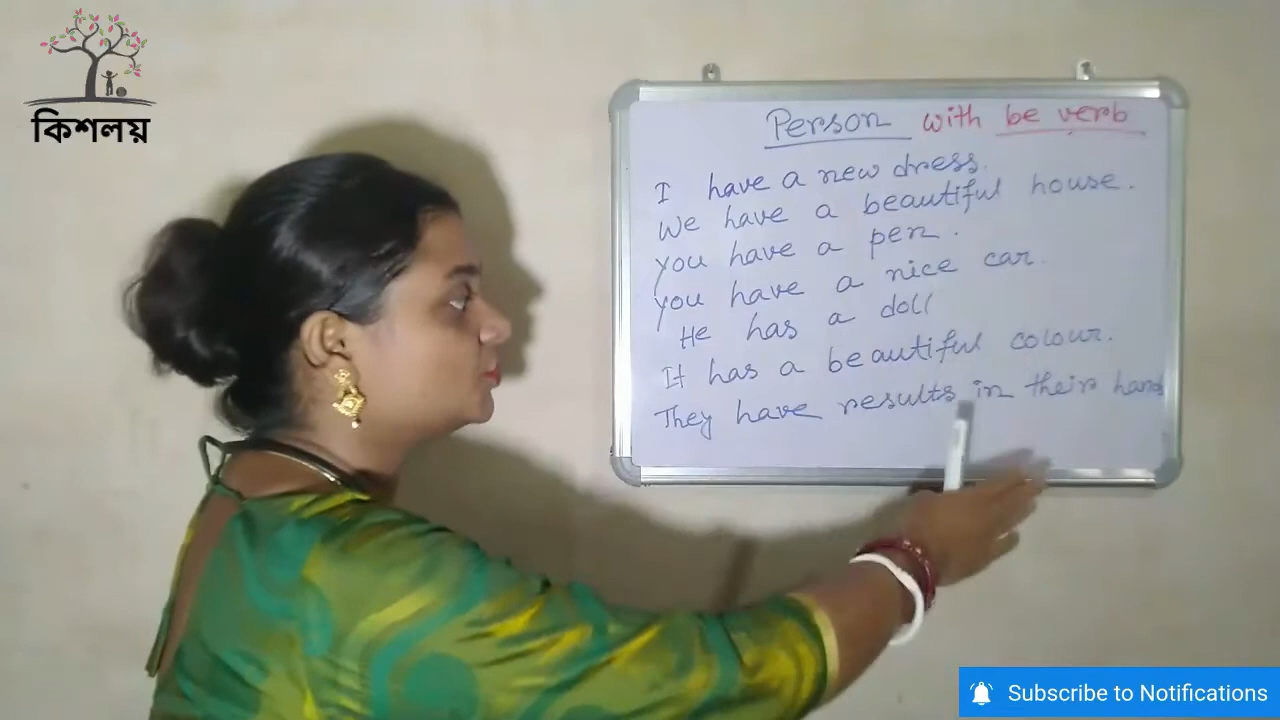 কিশলয়
Person with be verb
I have a new dress.
We have a beautiful house.
you have a pen.
you have a nice car.
He has a doll
It has a beautiful colour.
They have results in their hand
Subscribe to Notifications